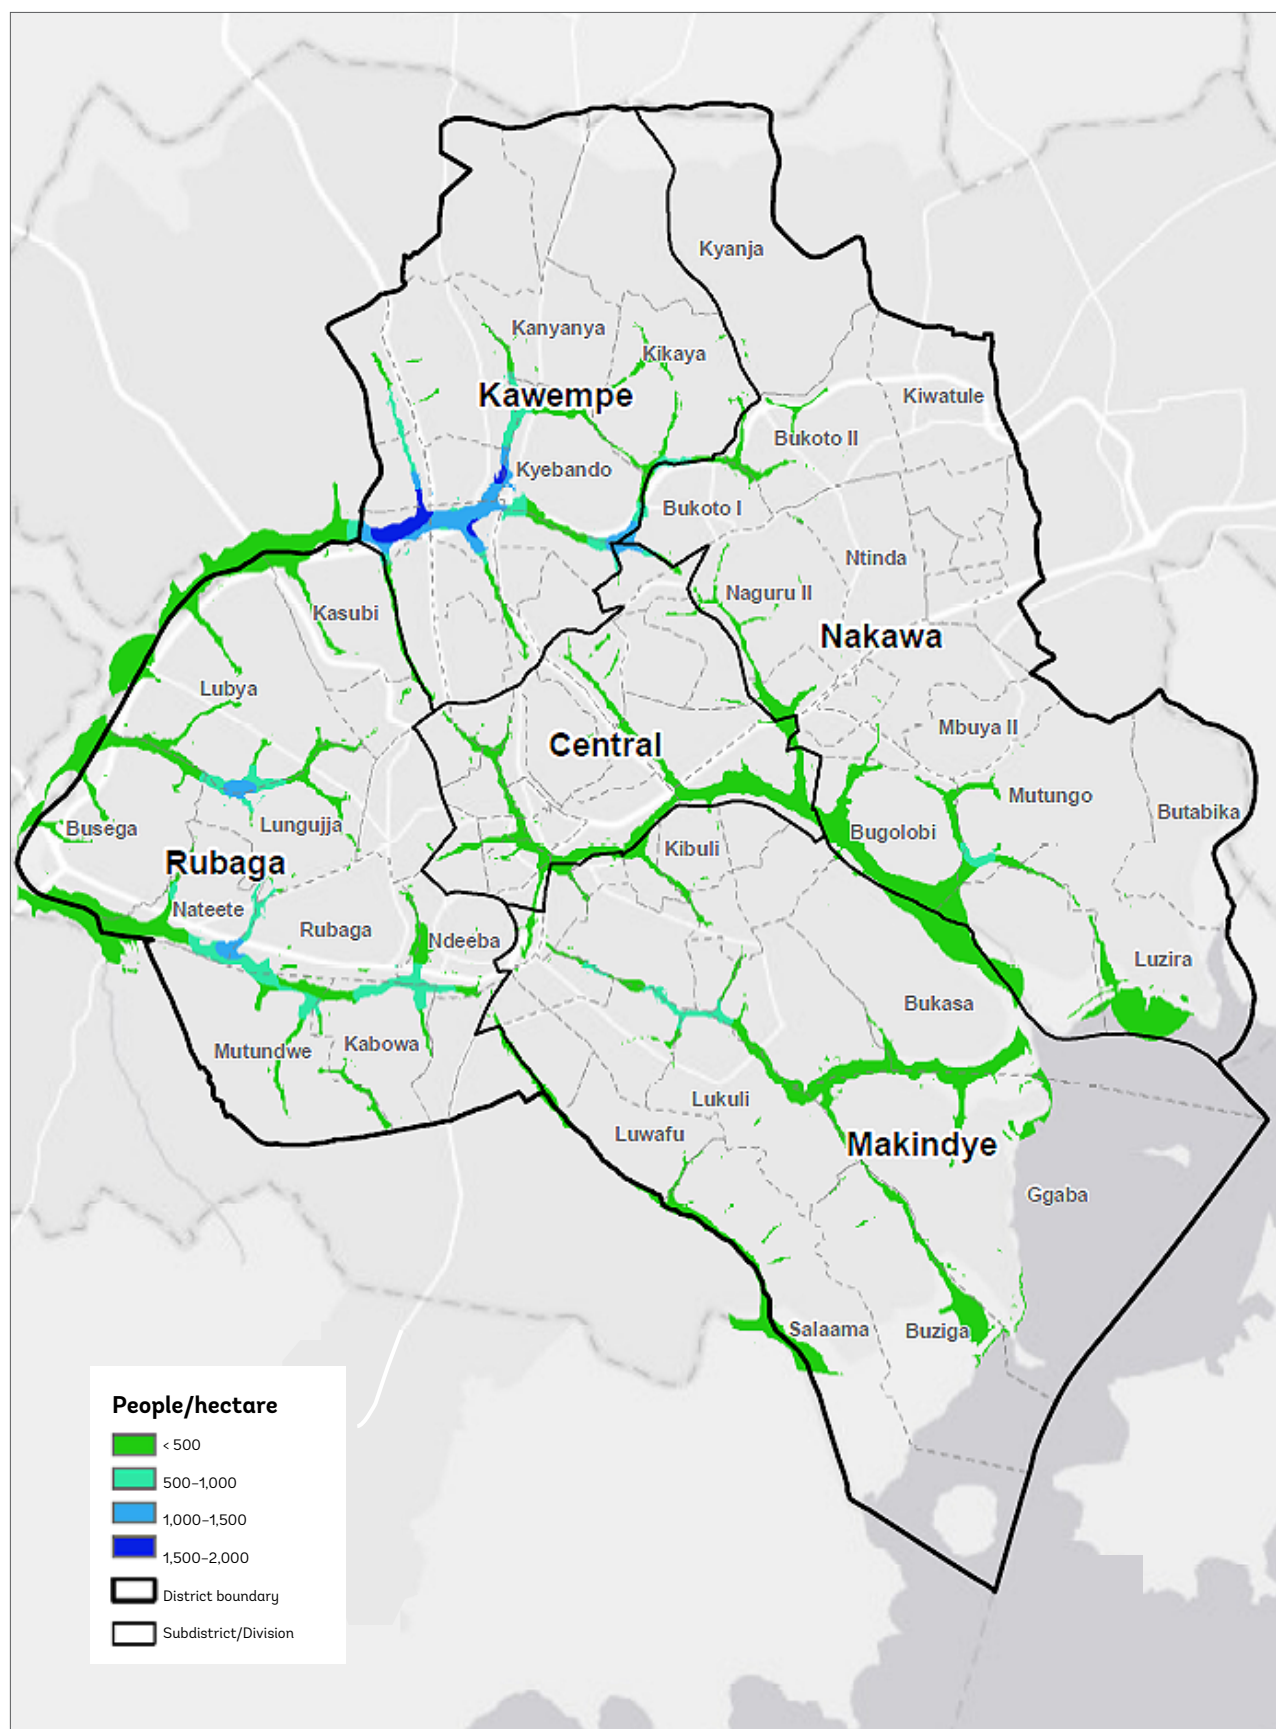 Kyanja
Kanyanya
Kikaya
Kawempe
Kiwatule
Bukoto II
Kyebando
Bukoto I
Ntinda
Naguru II
Kasubi
Nakawa
Lubya
Mbuya II
Central
Mutungo
Butabika
Busega
Lungujja
Bugolobi
Kibuli
Rubaga
Nateete
Rubaga
Ndeeba
Luzira
Bukasa
Mutundwe
Kabowa
Lukuli
Luwafu
Makindye
Ggaba
Salaama
Buziga
People/hectare
< 500
500–1,000
1,000–1,500
1,500–2,000
District boundary
Subdistrict/Division